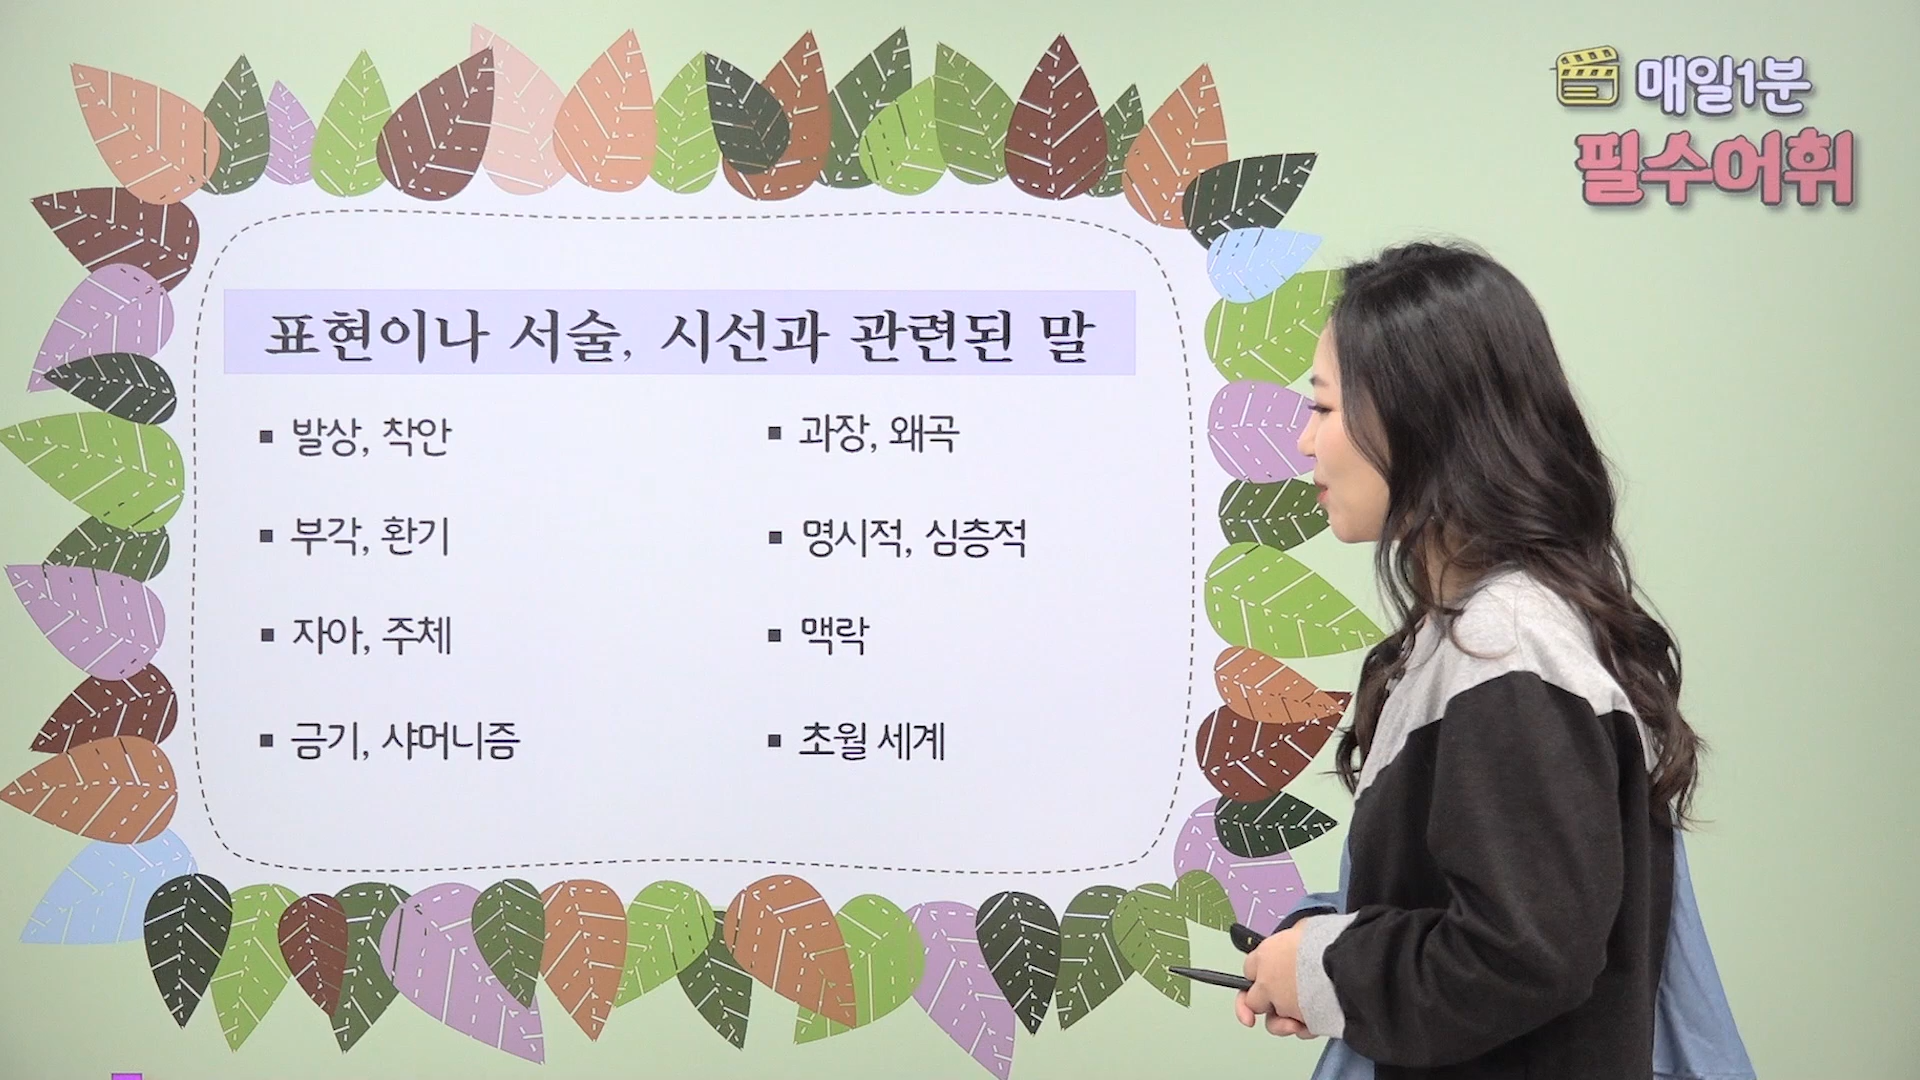 매일1분
필수어휘
표현이나 서술, 시선과 관련된 말
▪ 발상, 착안
▪ 부각, 환기
▪ 자아, 주체
▪ 금기, 샤머니즘
▪ 과장, 왜곡
▪ 명시적, 심층적
▪ 맥락
▪ 초월 세계